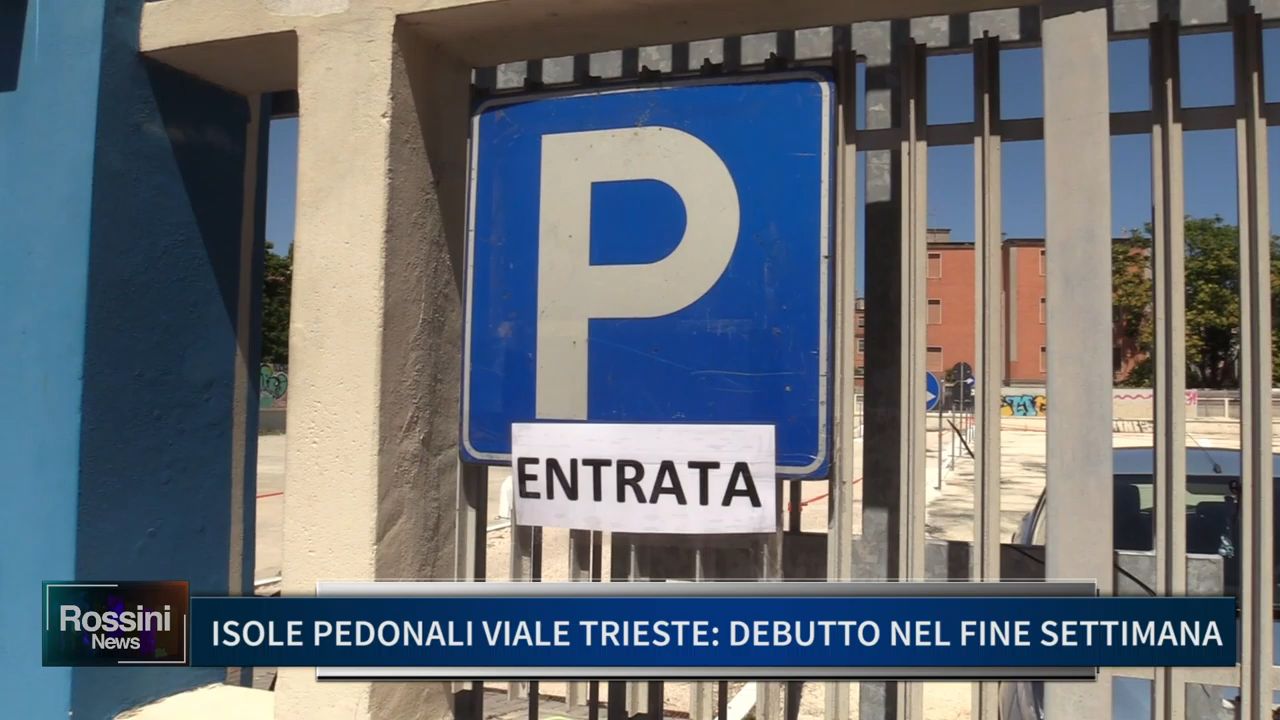 P
ENTRATA
Rossini
News
ISOLE PEDONALI VIALE TRIESTE: DEBUTTO NEL FINE SETTIMANA